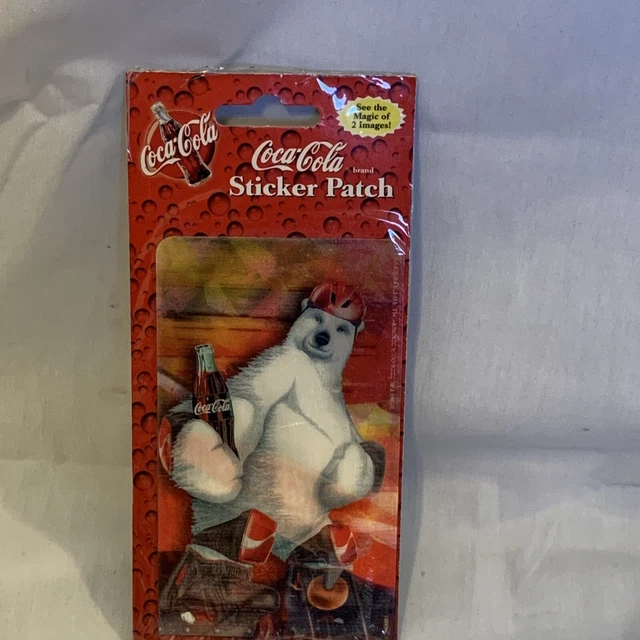 See the
Magic of
2 Images!
Coca-Cola
Coca-Cola
brand
Sticker Patch
Coca-Cola